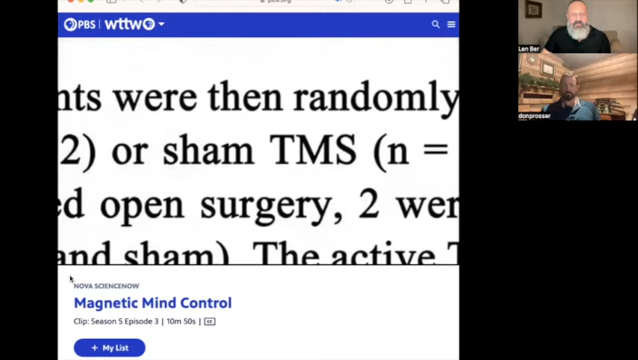 PBS wttw
nts were then randomly
2) or sham TMS (n =
ed open surgery, 2 wer
and sham). The active T
NOVA SCIENCENOW
Magnetic Mind Control
Clip: Season 5 Episode 3 | 10m 50s | CC
+ My List
Len Ber
donprosser